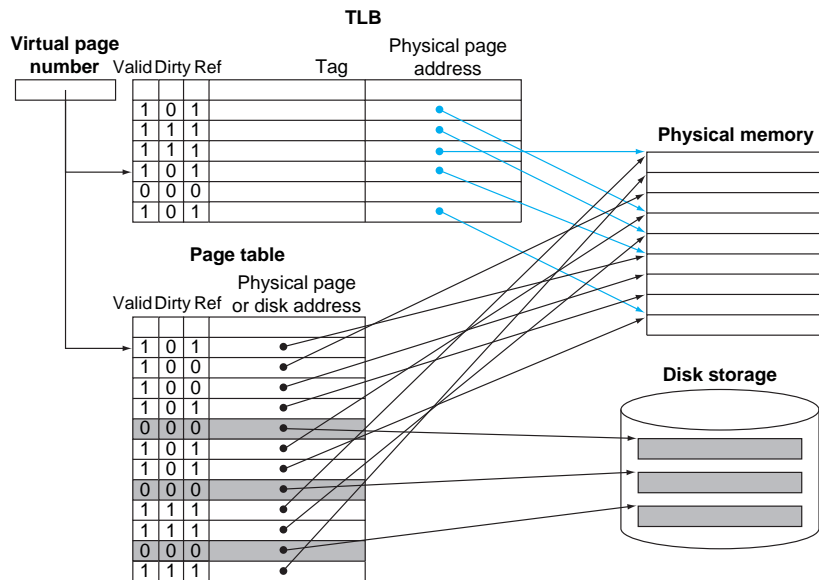 TLB
Virtual page
number
Valid Dirty Ref
Tag
Physical page
address
1 0 1
1 1 1
1 1 1
1 0 1
0 0 0
1 0 1
Physical memory
Page table
Valid Dirty Ref
Physical page
or disk address
1 0 1
1 0 0
1 0 0
1 0 1
0 0 0
1 0 1
1 0 1
0 0 0
1 1 1
1 1 1
0 0 0
1 1 1
Disk storage